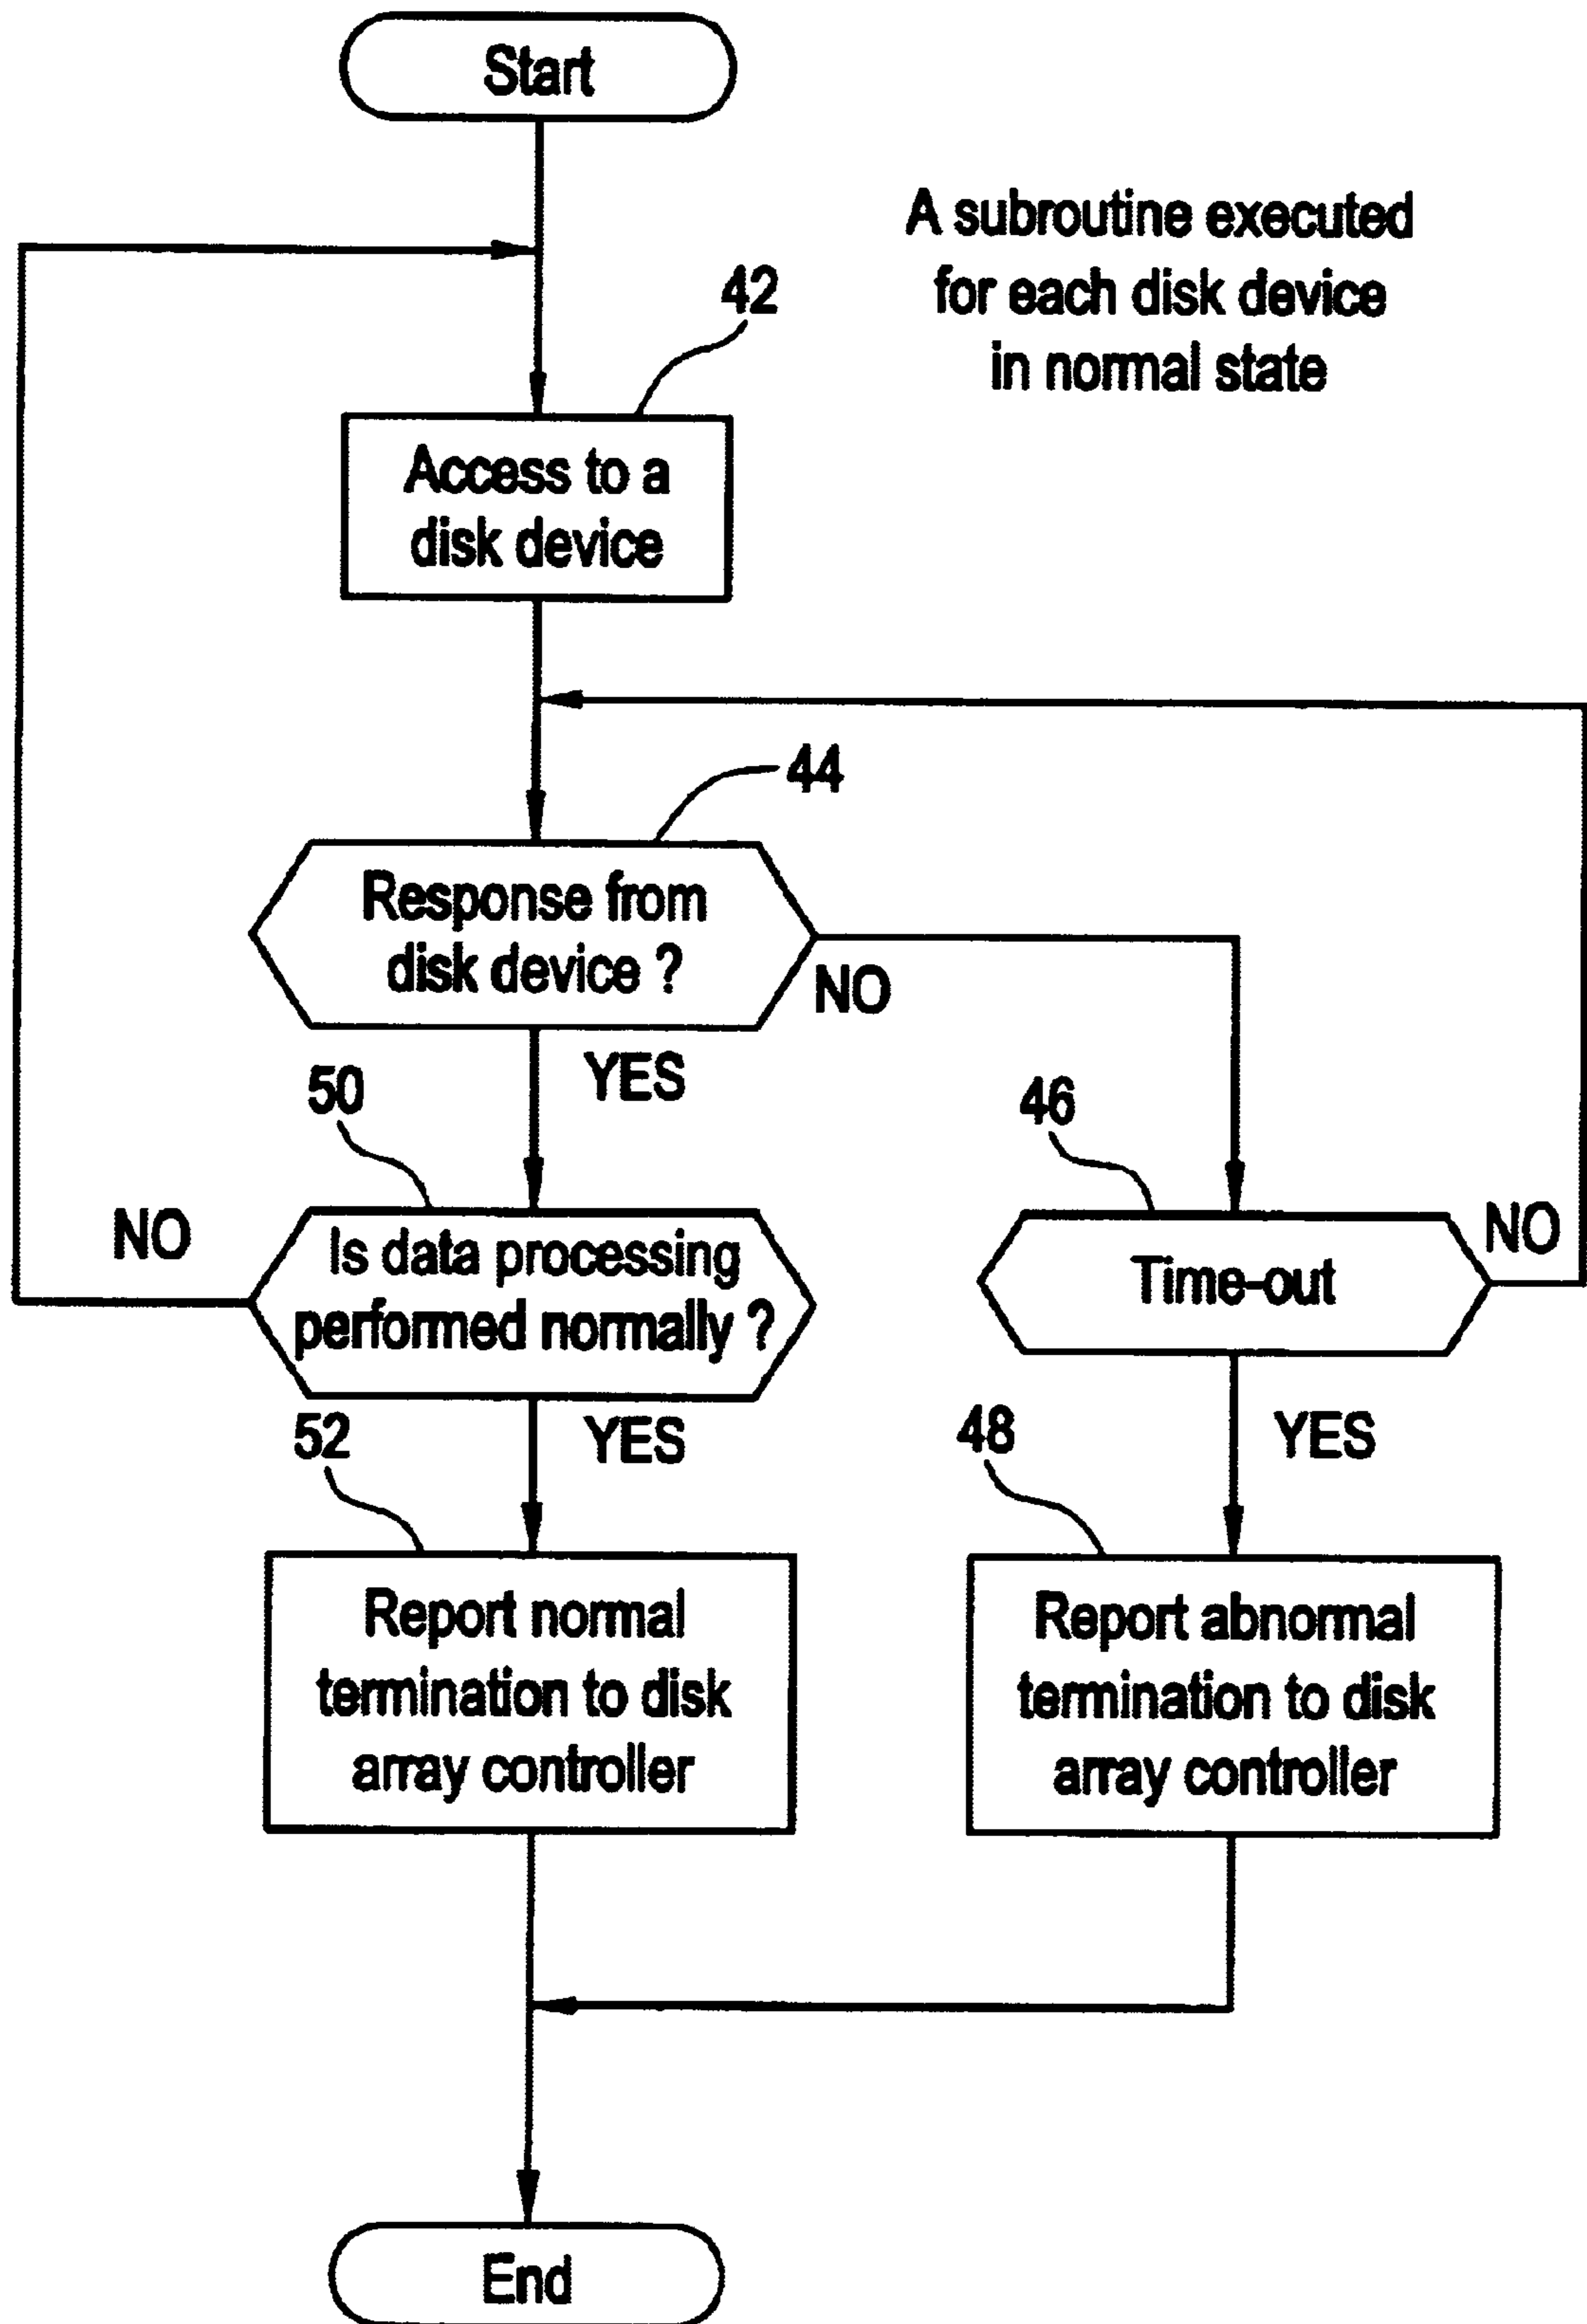 Start
A subroutine executed
for each disk device
in normal state
42
Access to a
disk device
44
Response from
disk device ?
NO
YES
50
46
NO
Is data processing
performed normally ?
Time-out
NO
52
YES
48
YES
Report normal
termination to disk
array controller
Report abnormal
termination to disk
array controller
End